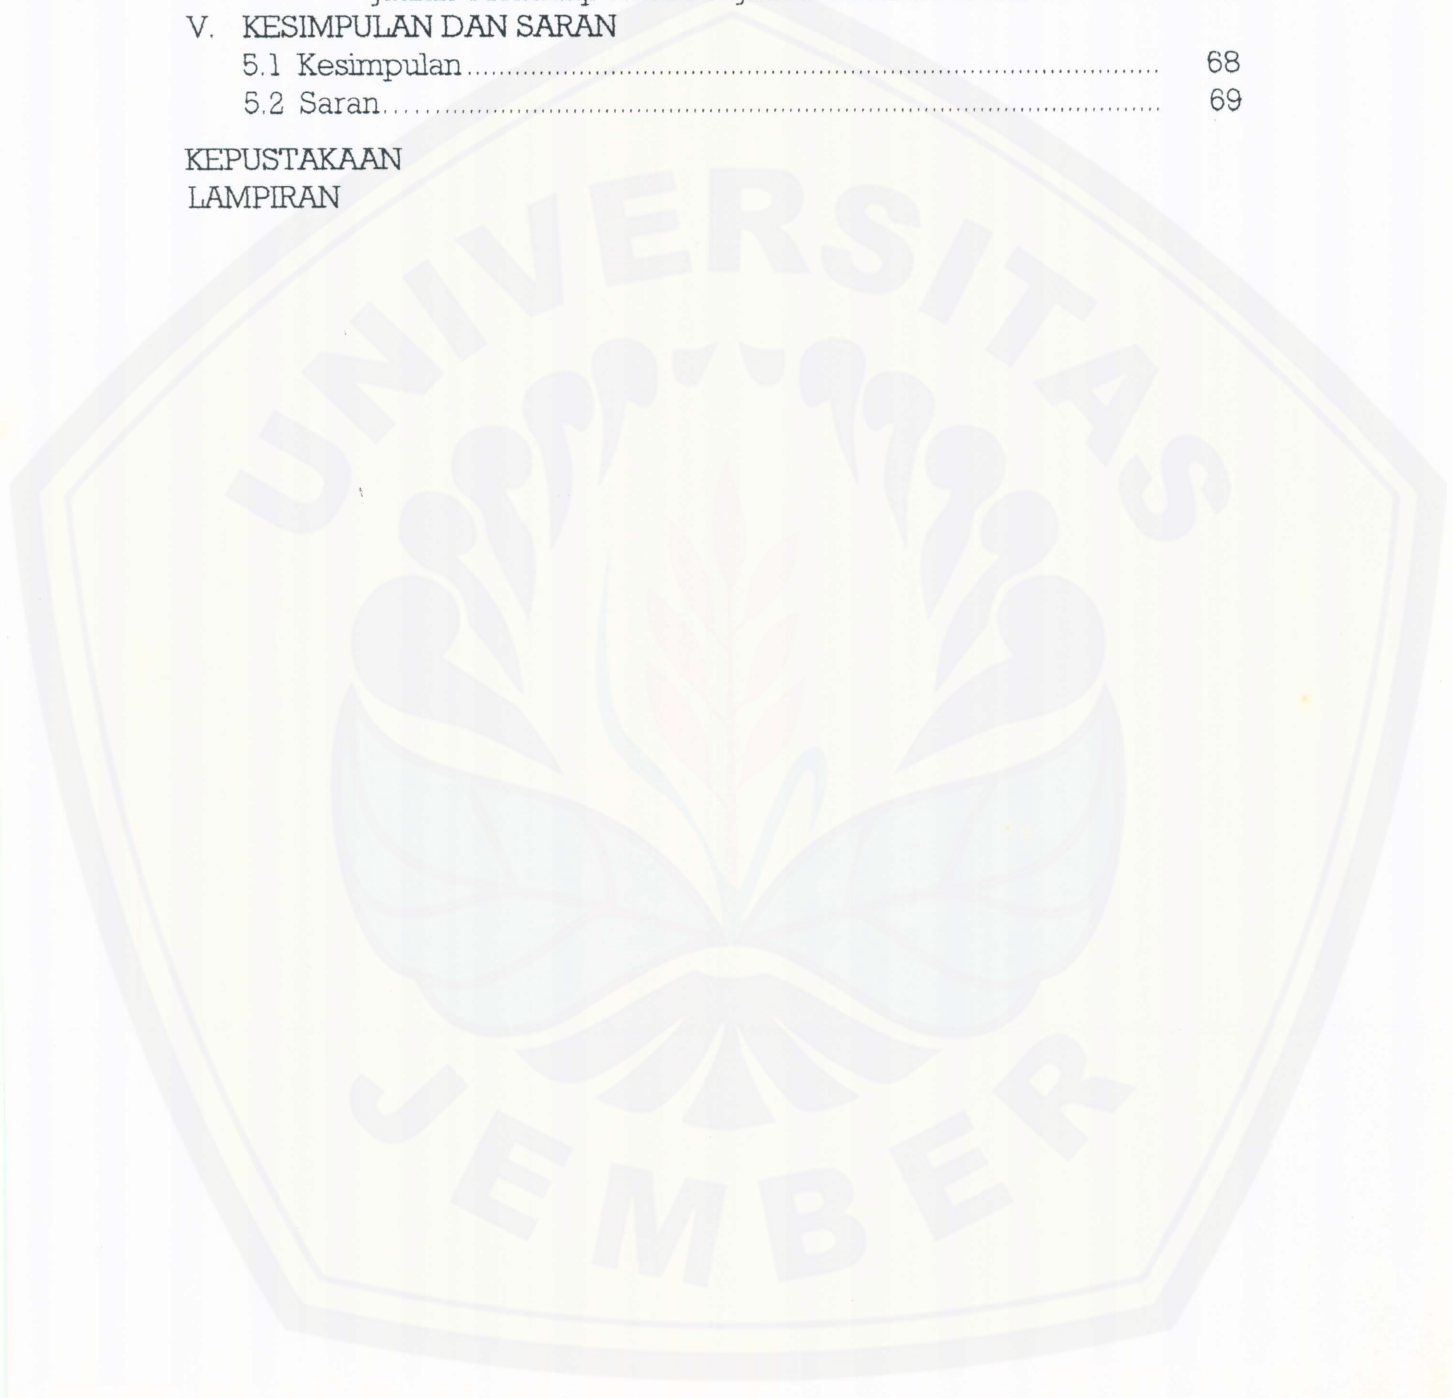 V. KESIMPULAN DAN SARAN
5.1 Kesimpulan........................................................ 68
5.2 Saran........................................................ 69
KEPUSTAKAAN
LAMPIRAN
UNIVERSITAS
JEMBER